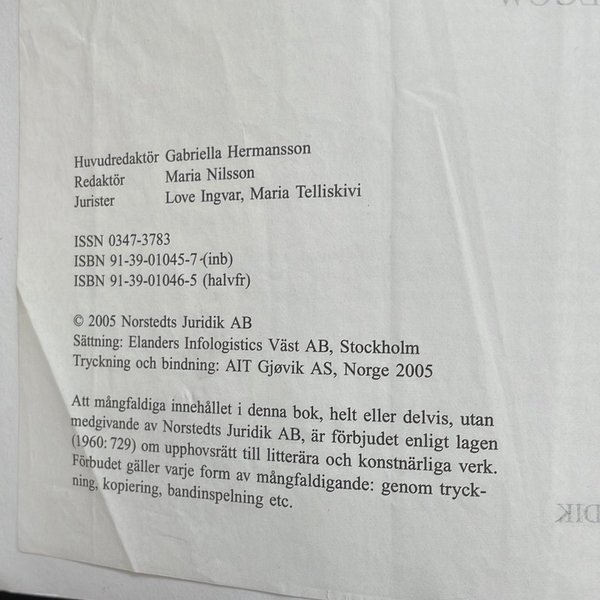 Huvudredaktör Gabriella Hermansson
Redaktör Maria Nilsson
Jurister Love Ingvar, Maria Telliskivi
ISSN 0347-3783
ISBN 91-39-01045-7 (inb)
ISBN 91-39-01046-5 (halvfr)
© 2005 Norstedts Juridik AB
Sättning: Elanders Infologistics Väst AB, Stockholm
Tryckning och bindning: AIT Gjøvik AS, Norge 2005
Att mångfaldiga innehållet i denna bok, helt eller delvis, utan
medgivande av Norstedts Juridik AB, är förbjudet enligt lagen
(1960:729) om upphovsrätt till litterära och konstnärliga verk.
Förbudet gäller varje form av mångfaldigande: genom tryck-
ning, kopiering, bandinspelning etc.